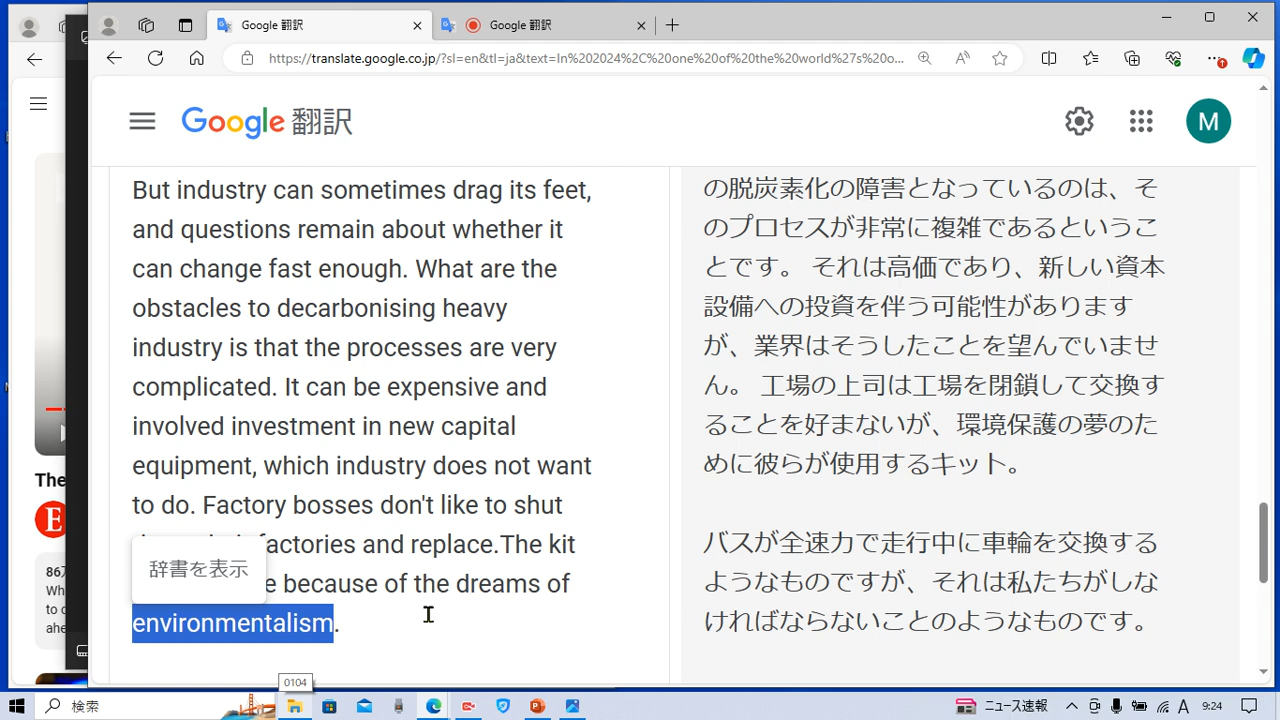 Google 翻訳
Google 翻訳
https://translate.google.co.jp/?sl=en&tl=ja&text=In%202024%2C%20one%20of%20the%20world%27s%20o...
Google 翻訳
M
But industry can sometimes drag its feet,
and questions remain about whether it
can change fast enough. What are the
obstacles to decarbonising heavy
industry is that the processes are very
complicated. It can be expensive and
involved investment in new capital
equipment, which industry does not want
to do. Factory bosses don't like to shut
factories and replace.The kit
辞書を表示
e because of the dreams of
environmentalism.
の脱炭素化の障害となっているのは、そ
のプロセスが非常に複雑であるというこ
とです。 それは高価であり、新しい資本
設備への投資を伴う可能性があります
が、業界はそうしたことを望んでいませ
ん。 工場の上司は工場を閉鎖して交換す
ることを好まないが、環境保護の夢のた
めに彼らが使用するキット。
バスが全速力で走行中に車輪を交換する
ようなものですが、それは私たちがしな
ければならないことのようなものです。
The
E
86万
Wh
to c
ahe
0104
検索
ニュース速報
A
9:24